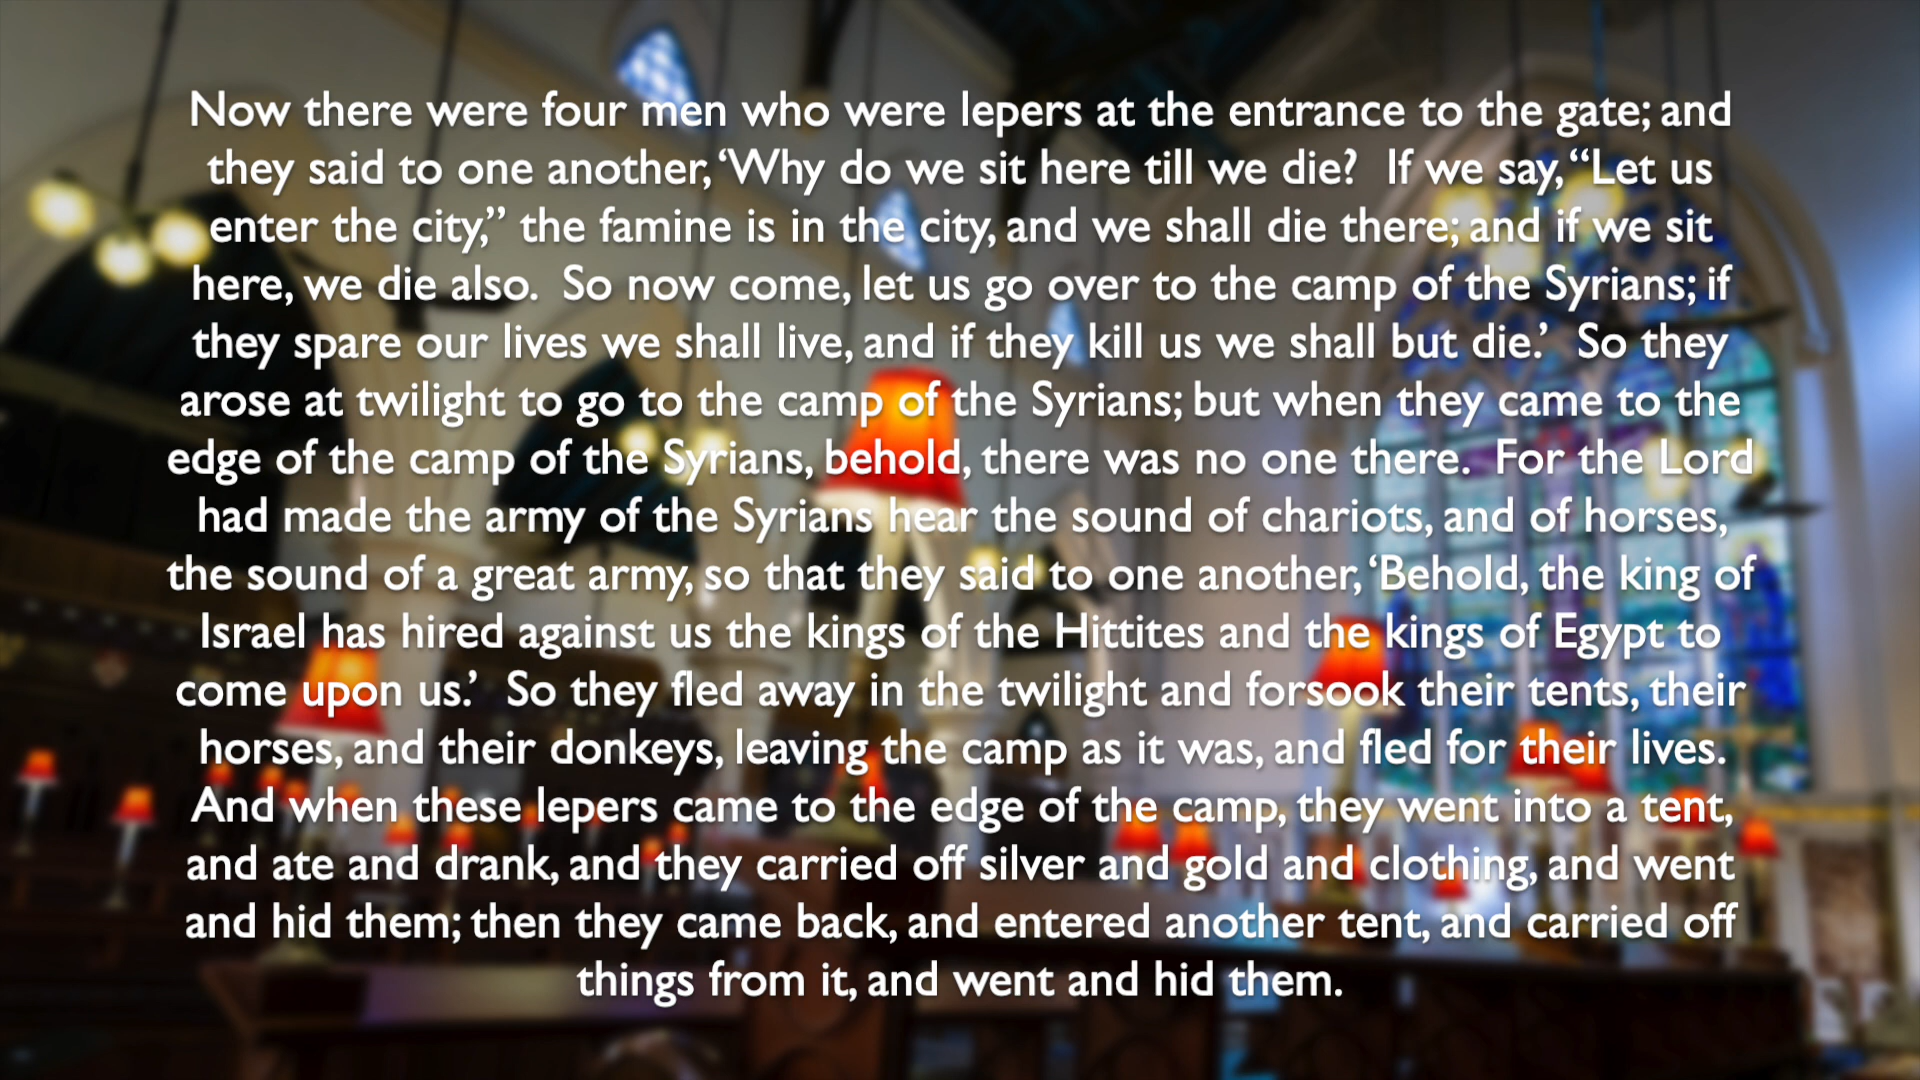 Now there were four men who were lepers at the entrance to the gate; and
they said to one another, ‘Why do we sit here till we die?  If we say, “Let us
enter the city,” the famine is in the city, and we shall die there; and if we sit
here, we die also.  So now come, let us go over to the camp of the Syrians; if
they spare our lives we shall live, and if they kill us we shall but die.’  So they
arose at twilight to go to the camp of the Syrians; but when they came to the
edge of the camp of the Syrians, behold, there was no one there.  For the Lord
had made the army of the Syrians hear the sound of chariots, and of horses,
the sound of a great army, so that they said to one another, ‘Behold, the king of
Israel has hired against us the kings of the Hittites and the kings of Egypt to
come upon us.’  So they fled away in the twilight and forsook their tents, their
horses, and their donkeys, leaving the camp as it was, and fled for their lives.
And when these lepers came to the edge of the camp, they went into a tent,
and ate and drank, and they carried off silver and gold and clothing, and went
and hid them; then they came back, and entered another tent, and carried off
things from it, and went and hid them.